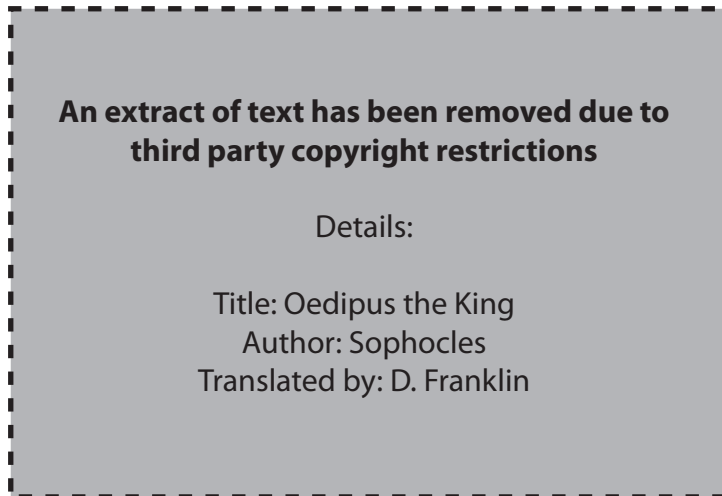 An extract of text has been removed due to
third party copyright restrictions
Details:
Title: Oedipus the King
Author: Sophocles
Translated by: D. Franklin